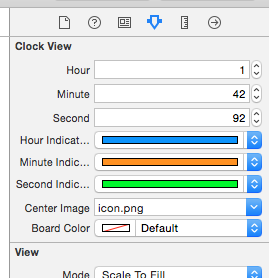 Clock View
Hour 1
Minute 42
Second 92
Hour Indicat...
Minute Indic...
Second Indic...
Center Image icon.png
Board Color Default
View
Mode Scale To Fill